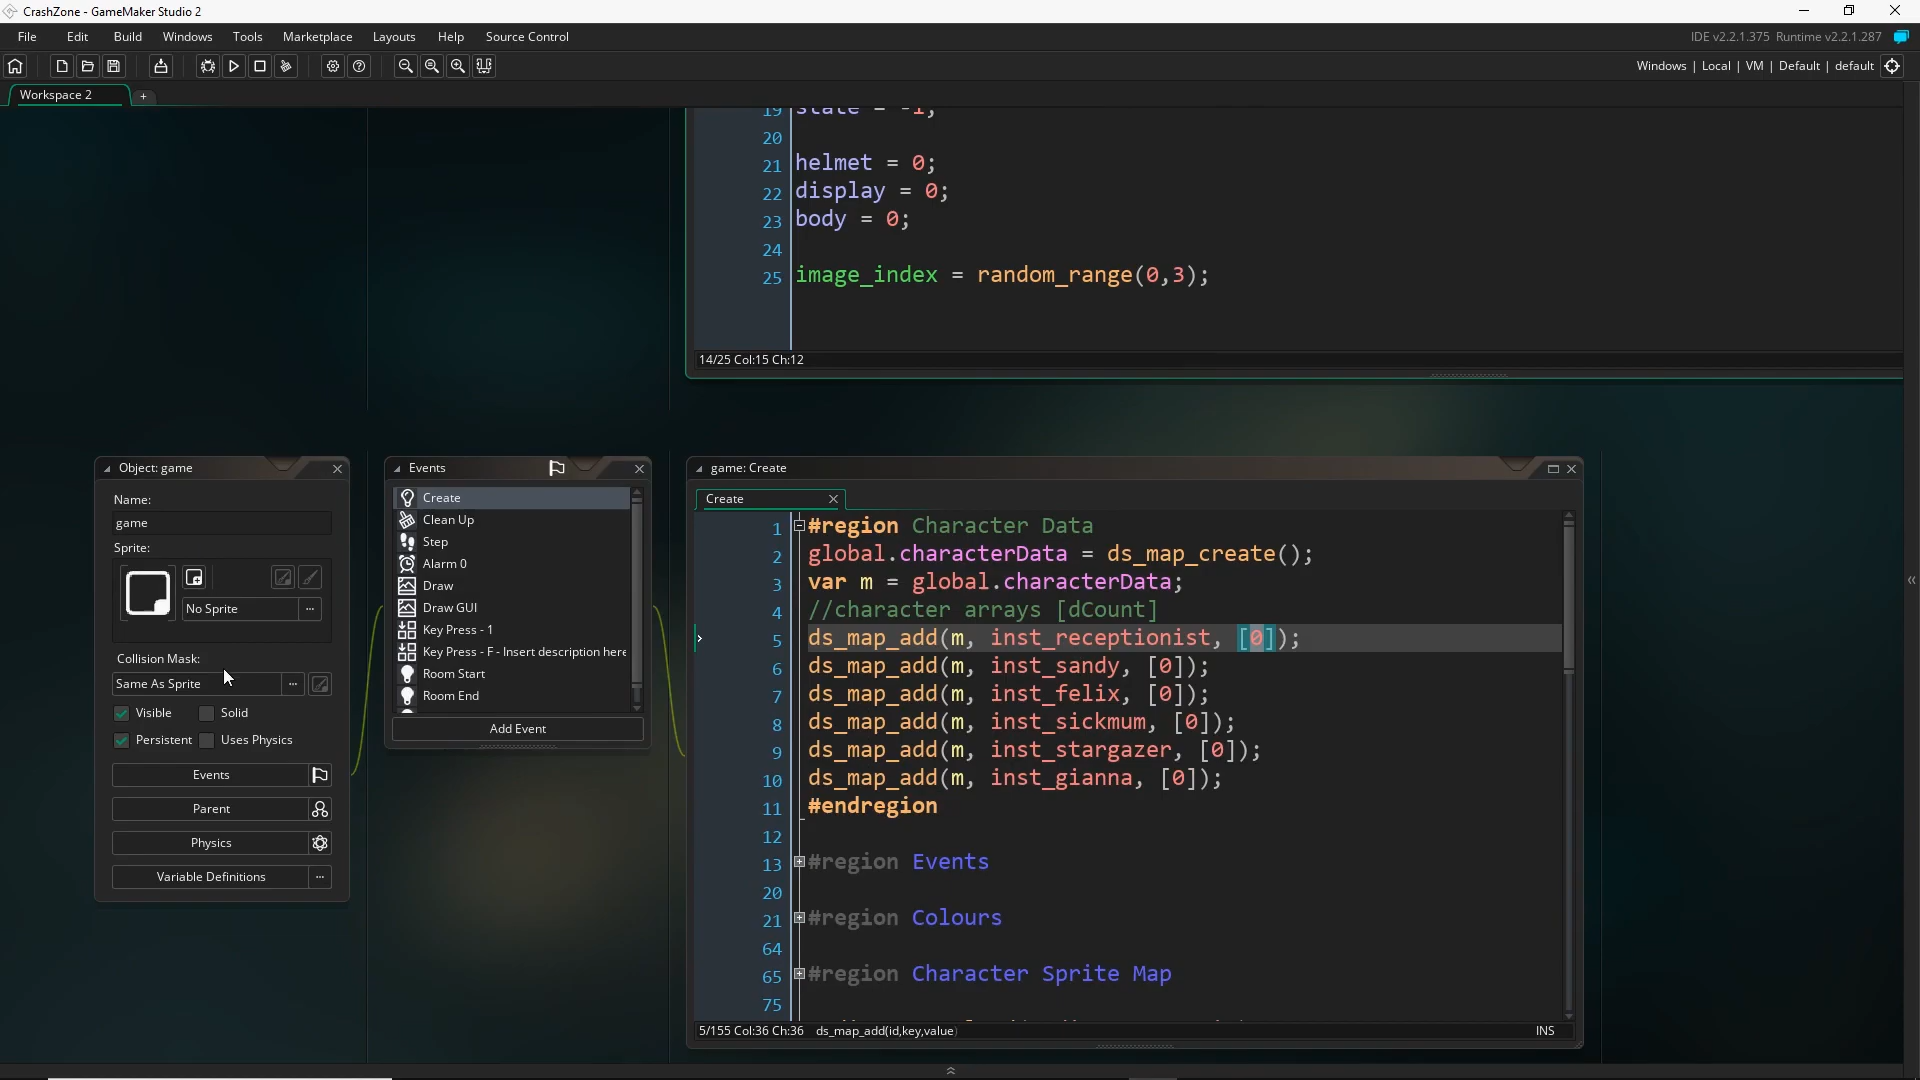 CrashZone - GameMaker Studio 2
File Edit Build Windows Tools Marketplace Layouts Help Source Control
IDE v2.2.1.375 Runtime v2.2.1.287
Windows | Local | VM | Default | default
Workspace 2
+
19 state = -1;
20
21 helmet = 0;
22 display = 0;
23 body = 0;
24
25 image_index = random_range(0,3);
14/25 Col:15 Ch:12
Object: game
Name:
game
Sprite:
No Sprite
Collision Mask:
Same As Sprite
Visible Solid
Persistent Uses Physics
Events
Parent
Physics
Variable Definitions
Events
Create
Clean Up
Step
Alarm 0
Draw
Draw GUI
Key Press - 1
Key Press - F - Insert description here
Room Start
Room End
Add Event
game: Create
Create
1 #region Character Data
2 global.characterData = ds_map_create();
3 var m = global.characterData;
4 //character arrays [dCount]
5 ds_map_add(m, inst_receptionist, [0]);
6 ds_map_add(m, inst_sandy, [0]);
7 ds_map_add(m, inst_felix, [0]);
8 ds_map_add(m, inst_sickmum, [0]);
9 ds_map_add(m, inst_stargazer, [0]);
10 ds_map_add(m, inst_gianna, [0]);
11 #endregion
12
13 #region Events
20
21 #region Colours
64
65 #region Character Sprite Map
75
5/155 Col:36 Ch:36 ds_map_add(id,key,value) INS